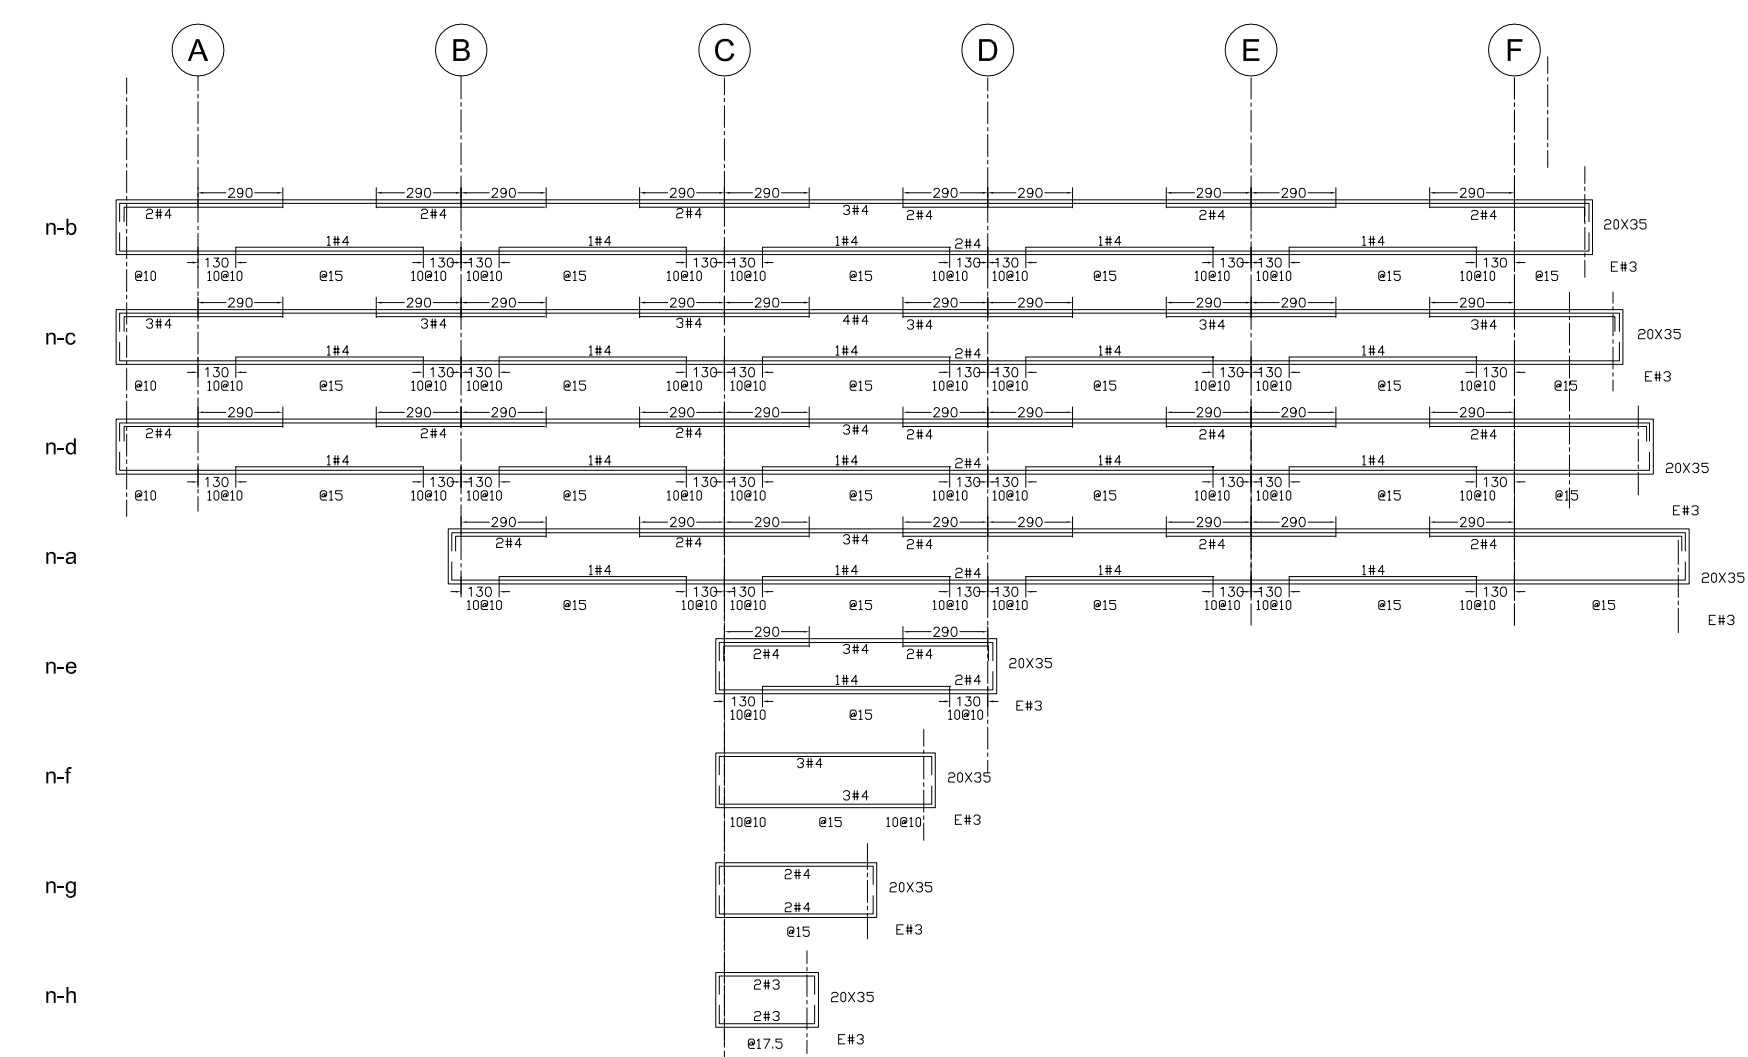 A B C D E F
290 290 290 290 290 290 290 290 290 290
n-b 2#4 2#4 2#4 3#4 2#4 2#4 2#4 20X35
1#4 1#4 1#4 2#4 1#4 1#4
130 130 130 130 130 130 130 130 130 130 E#3
@10 10@10 @15 10@10 10@10 @15 10@10 10@10 @15 10@10 10@10 @15 10@10 10@10 @15 10@10 @15
290 290 290 290 290 290 290 290 290 290
n-c 3#4 3#4 3#4 4#4 3#4 3#4 3#4 20X35
1#4 1#4 1#4 2#4 1#4 1#4
130 130 130 130 130 130 130 130 130 130 E#3
@10 10@10 @15 10@10 10@10 @15 10@10 10@10 @15 10@10 10@10 @15 10@10 10@10 @15 10@10 @15
290 290 290 290 290 290 290 290 290 290
n-d 2#4 2#4 2#4 3#4 2#4 2#4 2#4
1#4 1#4 1#4 2#4 1#4 1#4 20X35
130 130 130 130 130 130 130 130 130 130
@10 10@10 @15 10@10 10@10 @15 10@10 10@10 @15 10@10 10@10 @15 10@10 10@10 @15 10@10 @15
E#3
290 290 290 290 290 290 290 290
n-a 2#4 2#4 3#4 2#4 2#4 2#4
1#4 1#4 2#4 1#4 1#4 20X35
130 130 130 130 130 130 130 130
10@10 @15 10@10 10@10 @15 10@10 10@10 @15 10@10 10@10 @15 10@10 @15
E#3
290 290
n-e 2#4 3#4 2#4 20X35
1#4 2#4
130 130 E#3
10@10 @15 10@10
n-f 3#4 20X35
3#4
10@10 @15 10@10 E#3
n-g 2#4 20X35
2#4
@15 E#3
n-h 2#3 20X35
2#3
@17.5 E#3